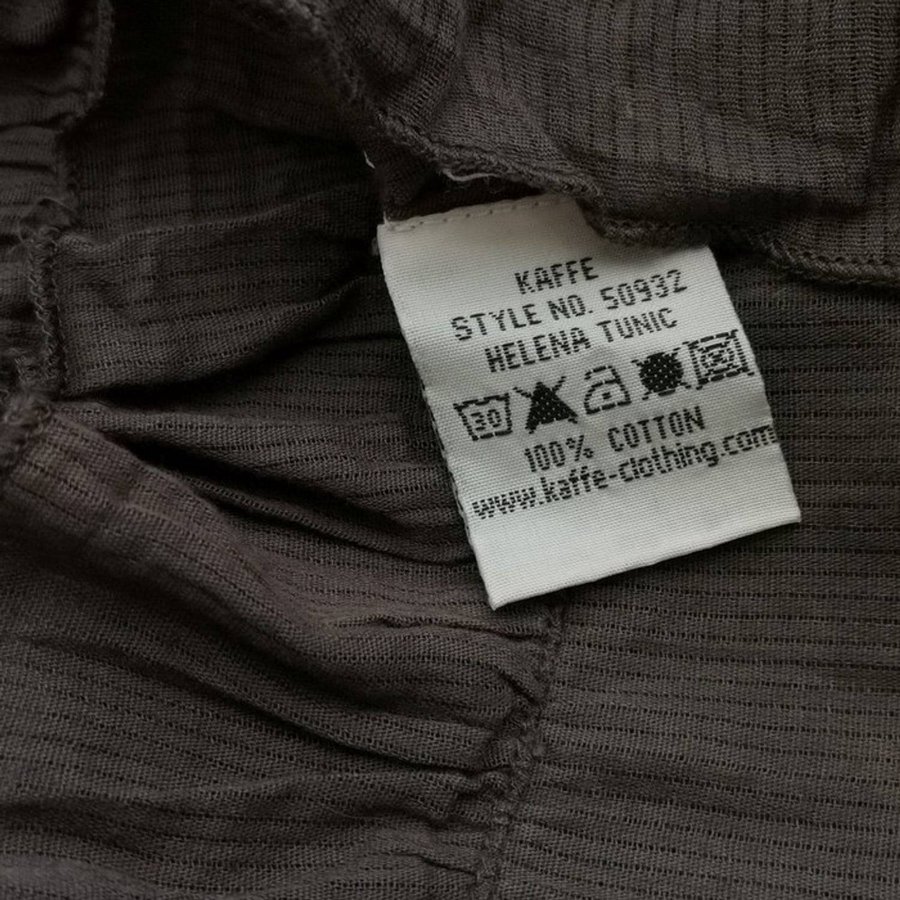 KAFFE
STYLE NO. 50932
HELENA TUNIC
30
100% COTTON
www.kaffe-clothing.com